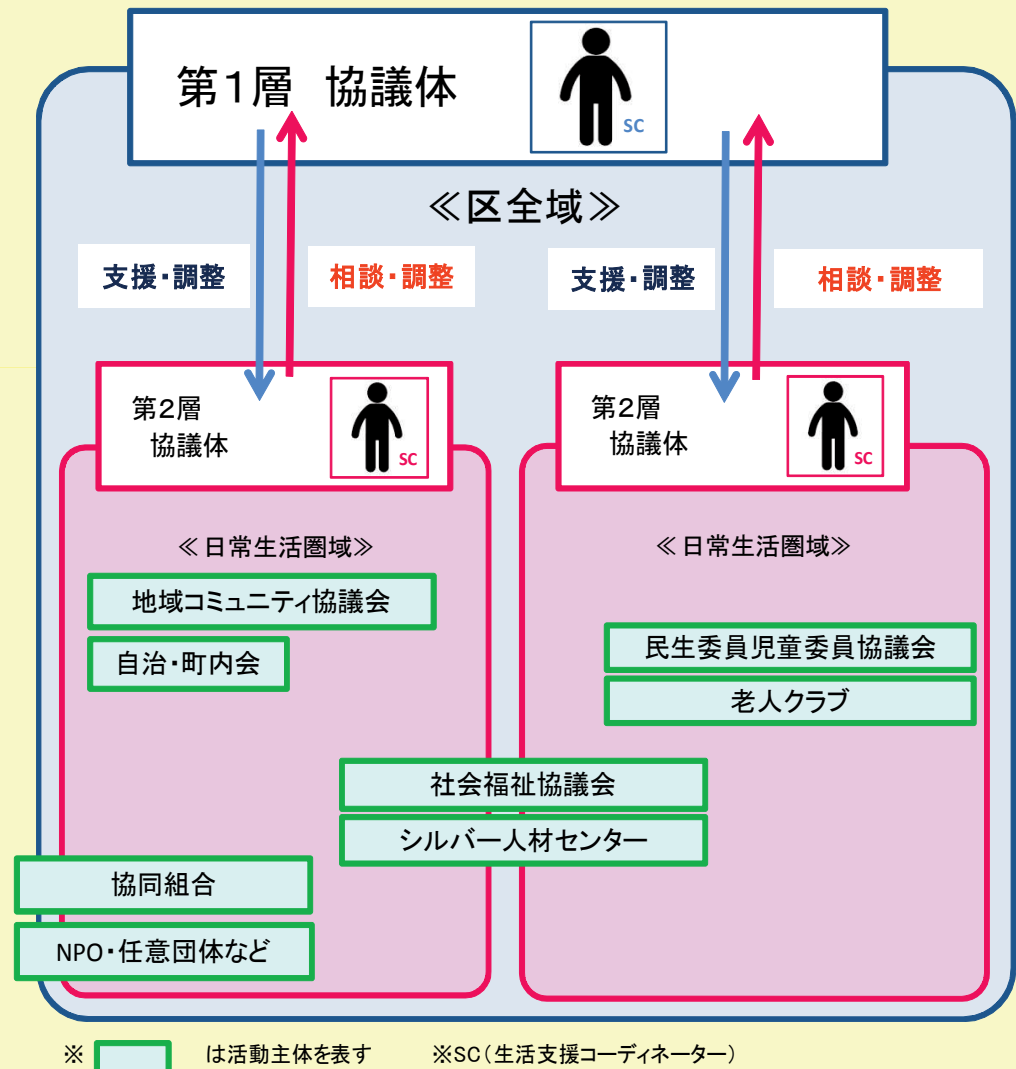 第1層 協議体
SC
≪区全域≫
支援・調整
相談・調整
支援・調整
相談・調整
第2層
協議体
SC
第2層
協議体
SC
≪日常生活圏域≫
≪日常生活圏域≫
地域コミュニティ協議会
自治・町内会
民生委員児童委員協議会
老人クラブ
社会福祉協議会
シルバー人材センター
協同組合
NPO・任意団体など
※ は活動主体を表す ※SC(生活支援コーディネーター)